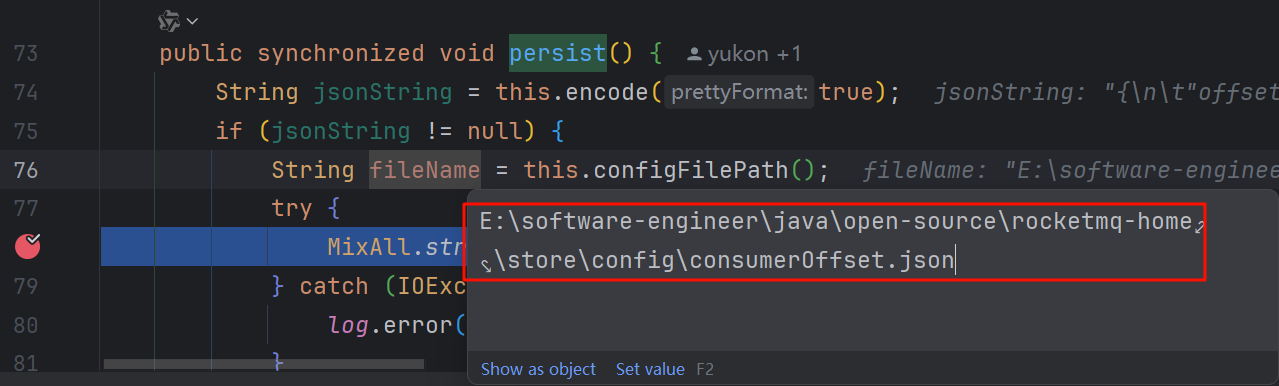 73 public synchronized void persist() { yukon +1
74 String jsonString = this.encode( prettyFormat: true); jsonString: "{\n\t"offset
75 if (jsonString != null) {
76 String fileName = this.configFilePath(); fileName: "E:\software-enginee
77 try {
MixAll.str
79 } catch (IOExc
80 log.error(
81 }
E:\software-engineer\java\open-source\rocketmq-home
\store\config\consumerOffset.json
Show as object Set value F2